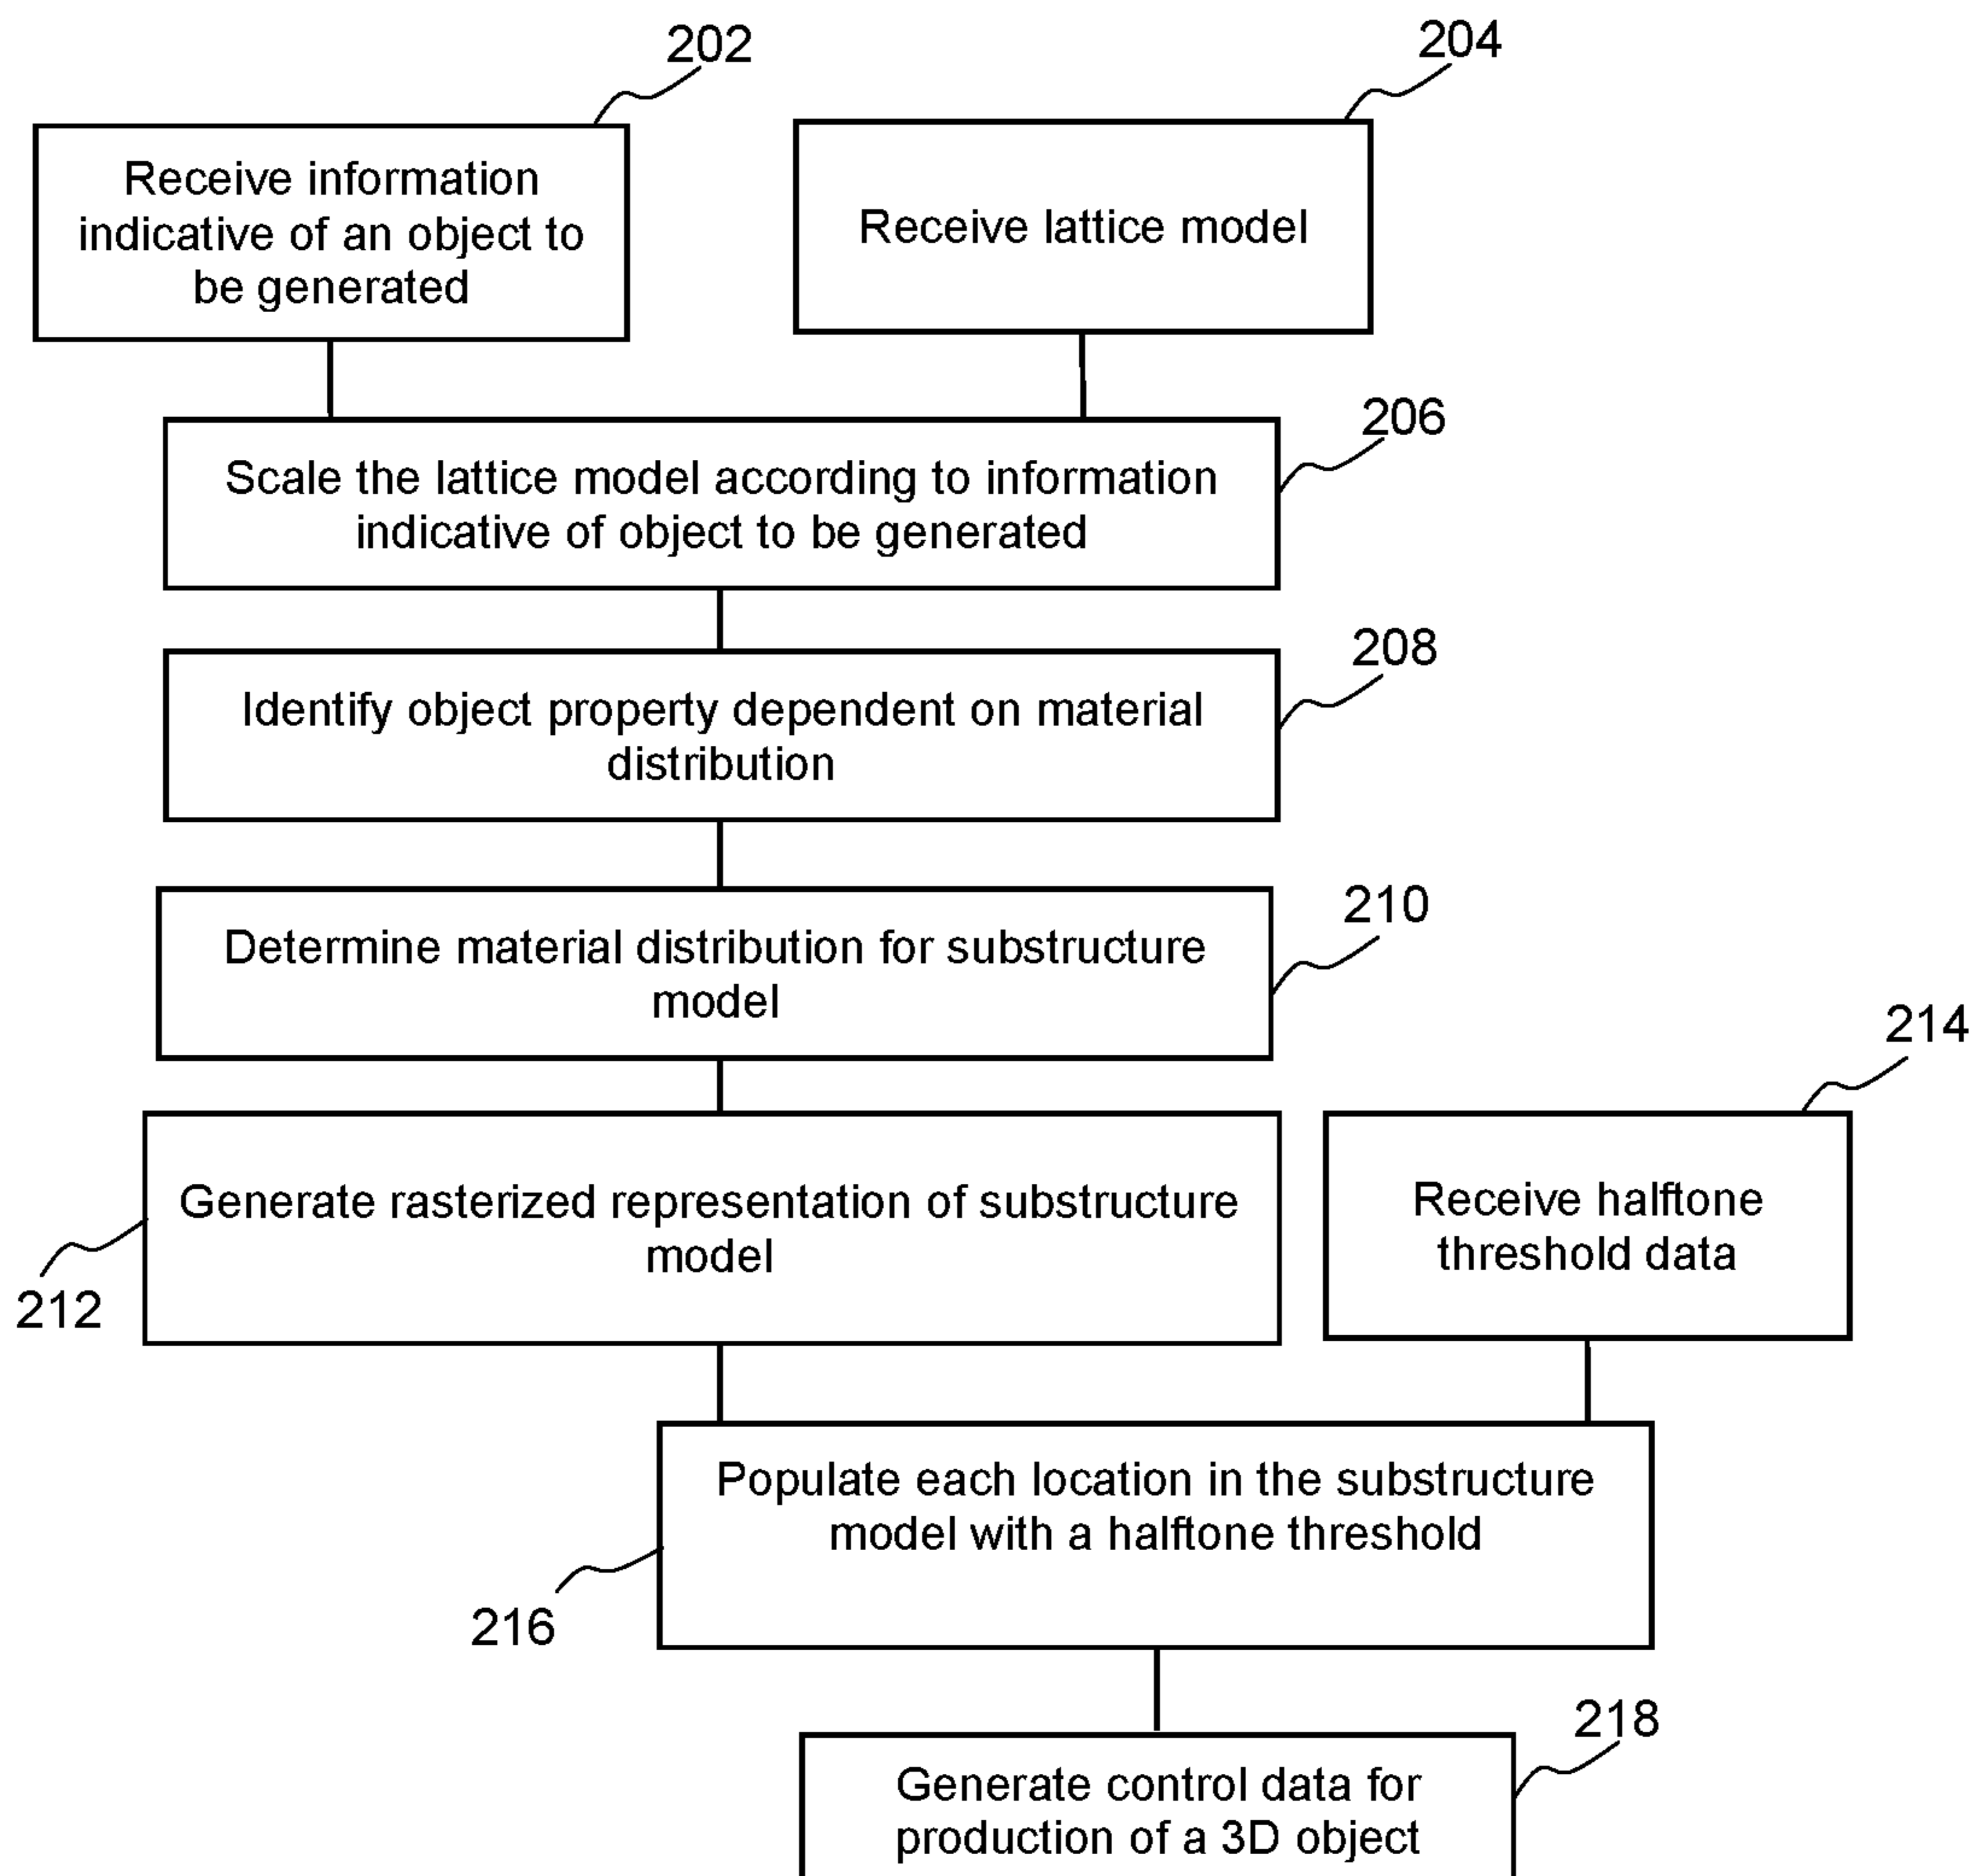 202
204
Receive information
indicative of an object to
be generated
Receive lattice model
206
Scale the lattice model according to information
indicative of object to be generated
208
Identify object property dependent on material
distribution
210
Determine material distribution for substructure
model
214
Generate rasterized representation of substructure
model
Receive halftone
threshold data
212
Populate each location in the substructure
model with a halftone threshold
216
218
Generate control data for
production of a 3D object